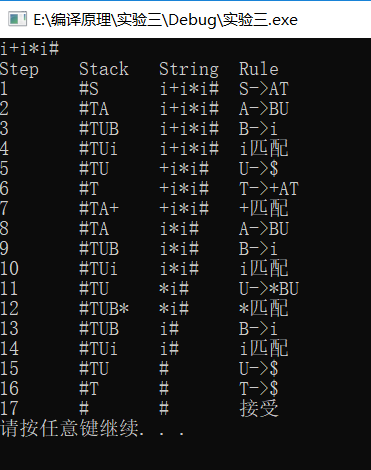 E:\编译原理\实验三\Debug\实验三.exe
i+i*i#
Step Stack String Rule
1 #S i+i*i# S->AT
2 #TA i+i*i# A->BU
3 #TUB i+i*i# B->i
4 #TUi i+i*i# i匹配
5 #TU +i*i# U->$
6 #T +i*i# T->+AT
7 #TA+ +i*i# +匹配
8 #TA i*i# A->BU
9 #TUB i*i# B->i
10 #TUi i*i# i匹配
11 #TU *i# U->*BU
12 #TUB* *i# *匹配
13 #TUB i# B->i
14 #TUi i# i匹配
15 #TU # U->$
16 #T # T->$
17 # # 接受
请按任意键继续. . .